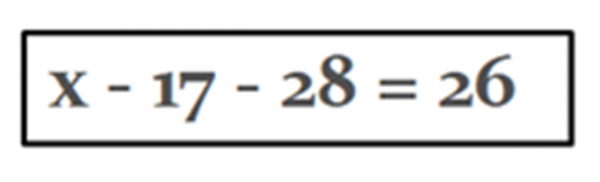 x - 17 - 28 = 26